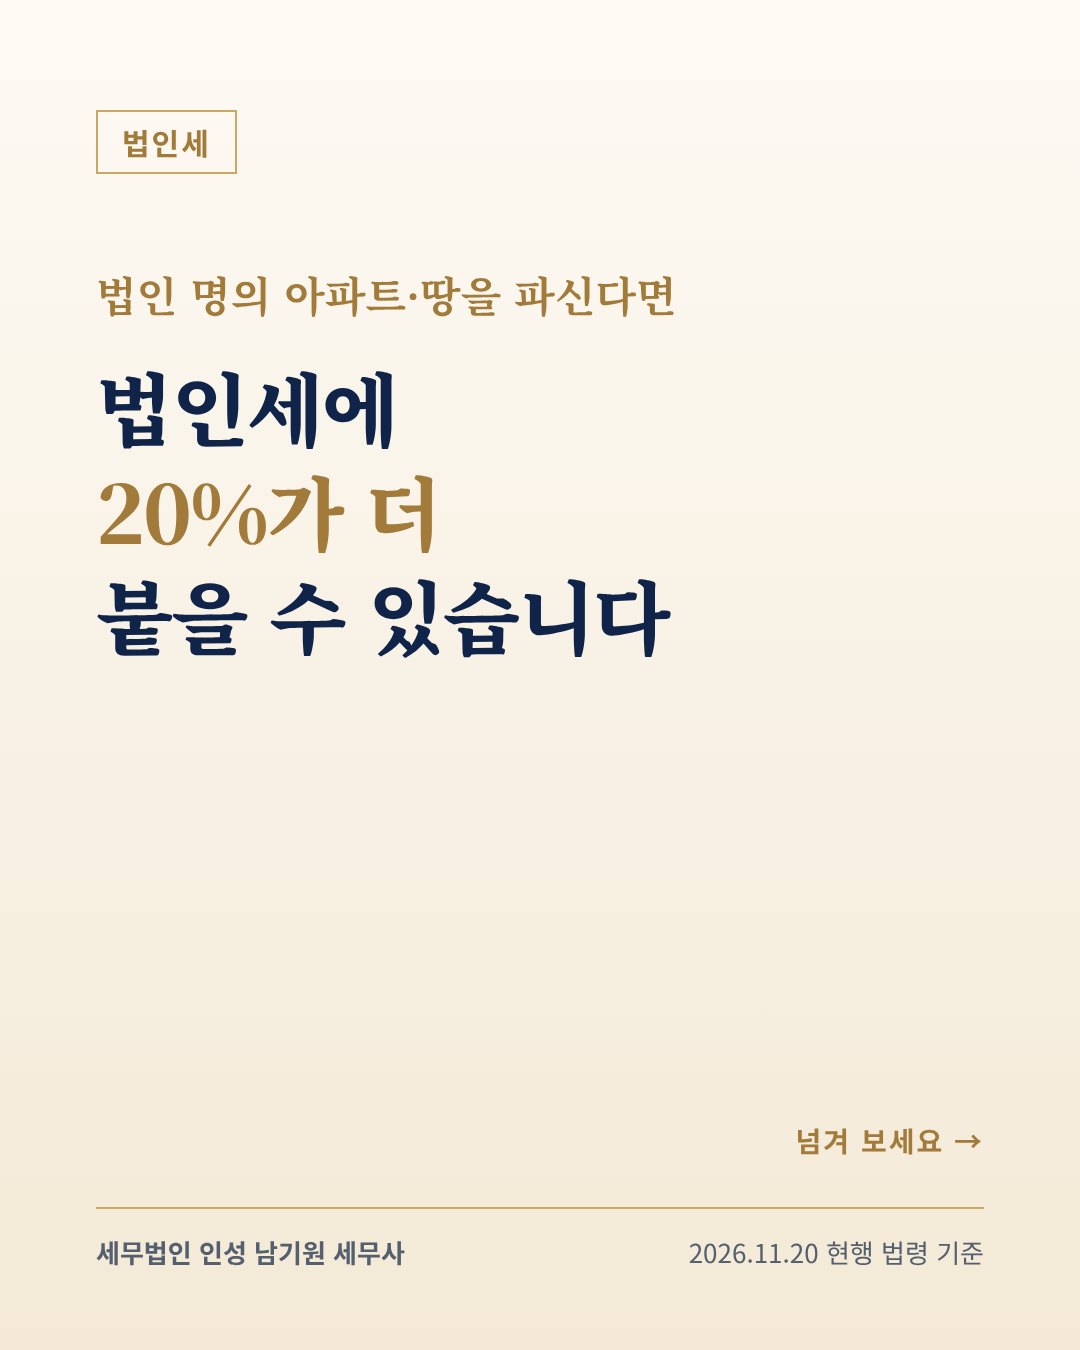 법인세
법인 명의 아파트·땅을 파신다면
법인세에
20%가 더
붙을 수 있습니다
넘겨 보세요 →
세무법인 인성 남기원 세무사
2026.11.20 현행 법령 기준